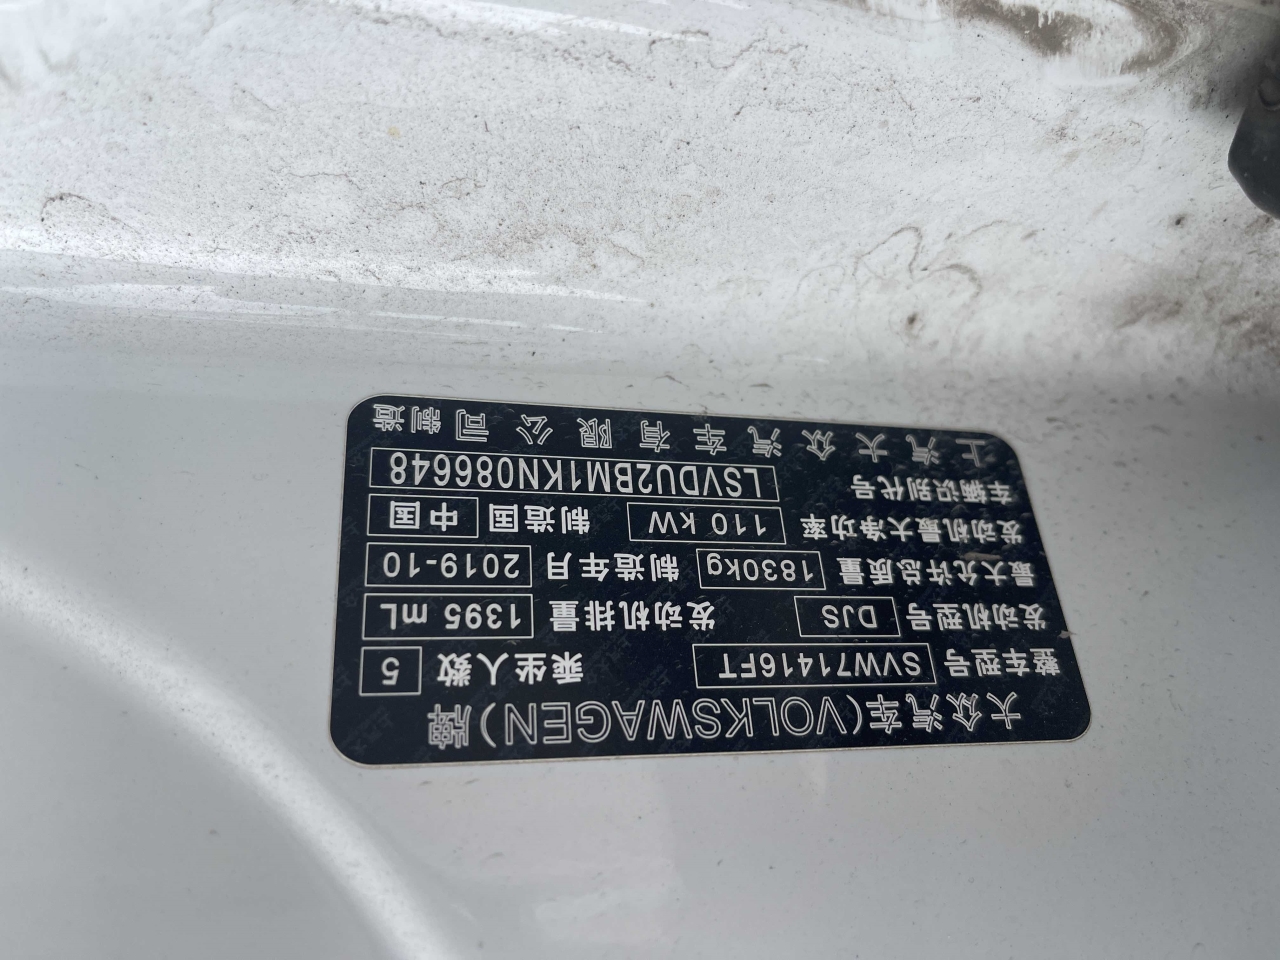 大众汽车(VOLKSWAGEN)牌
整车型号 SVW71416FT 乘坐人数 5
发动机型号 DJS 发动机排量 1395 mL
最大允许总质量 1830kg 制造年月 2019-10
发动机最大净功率 110 kW 制造国 中国
车辆识别代号 LSVDU2BM1KN086648
上汽大众汽车有限公司 制造